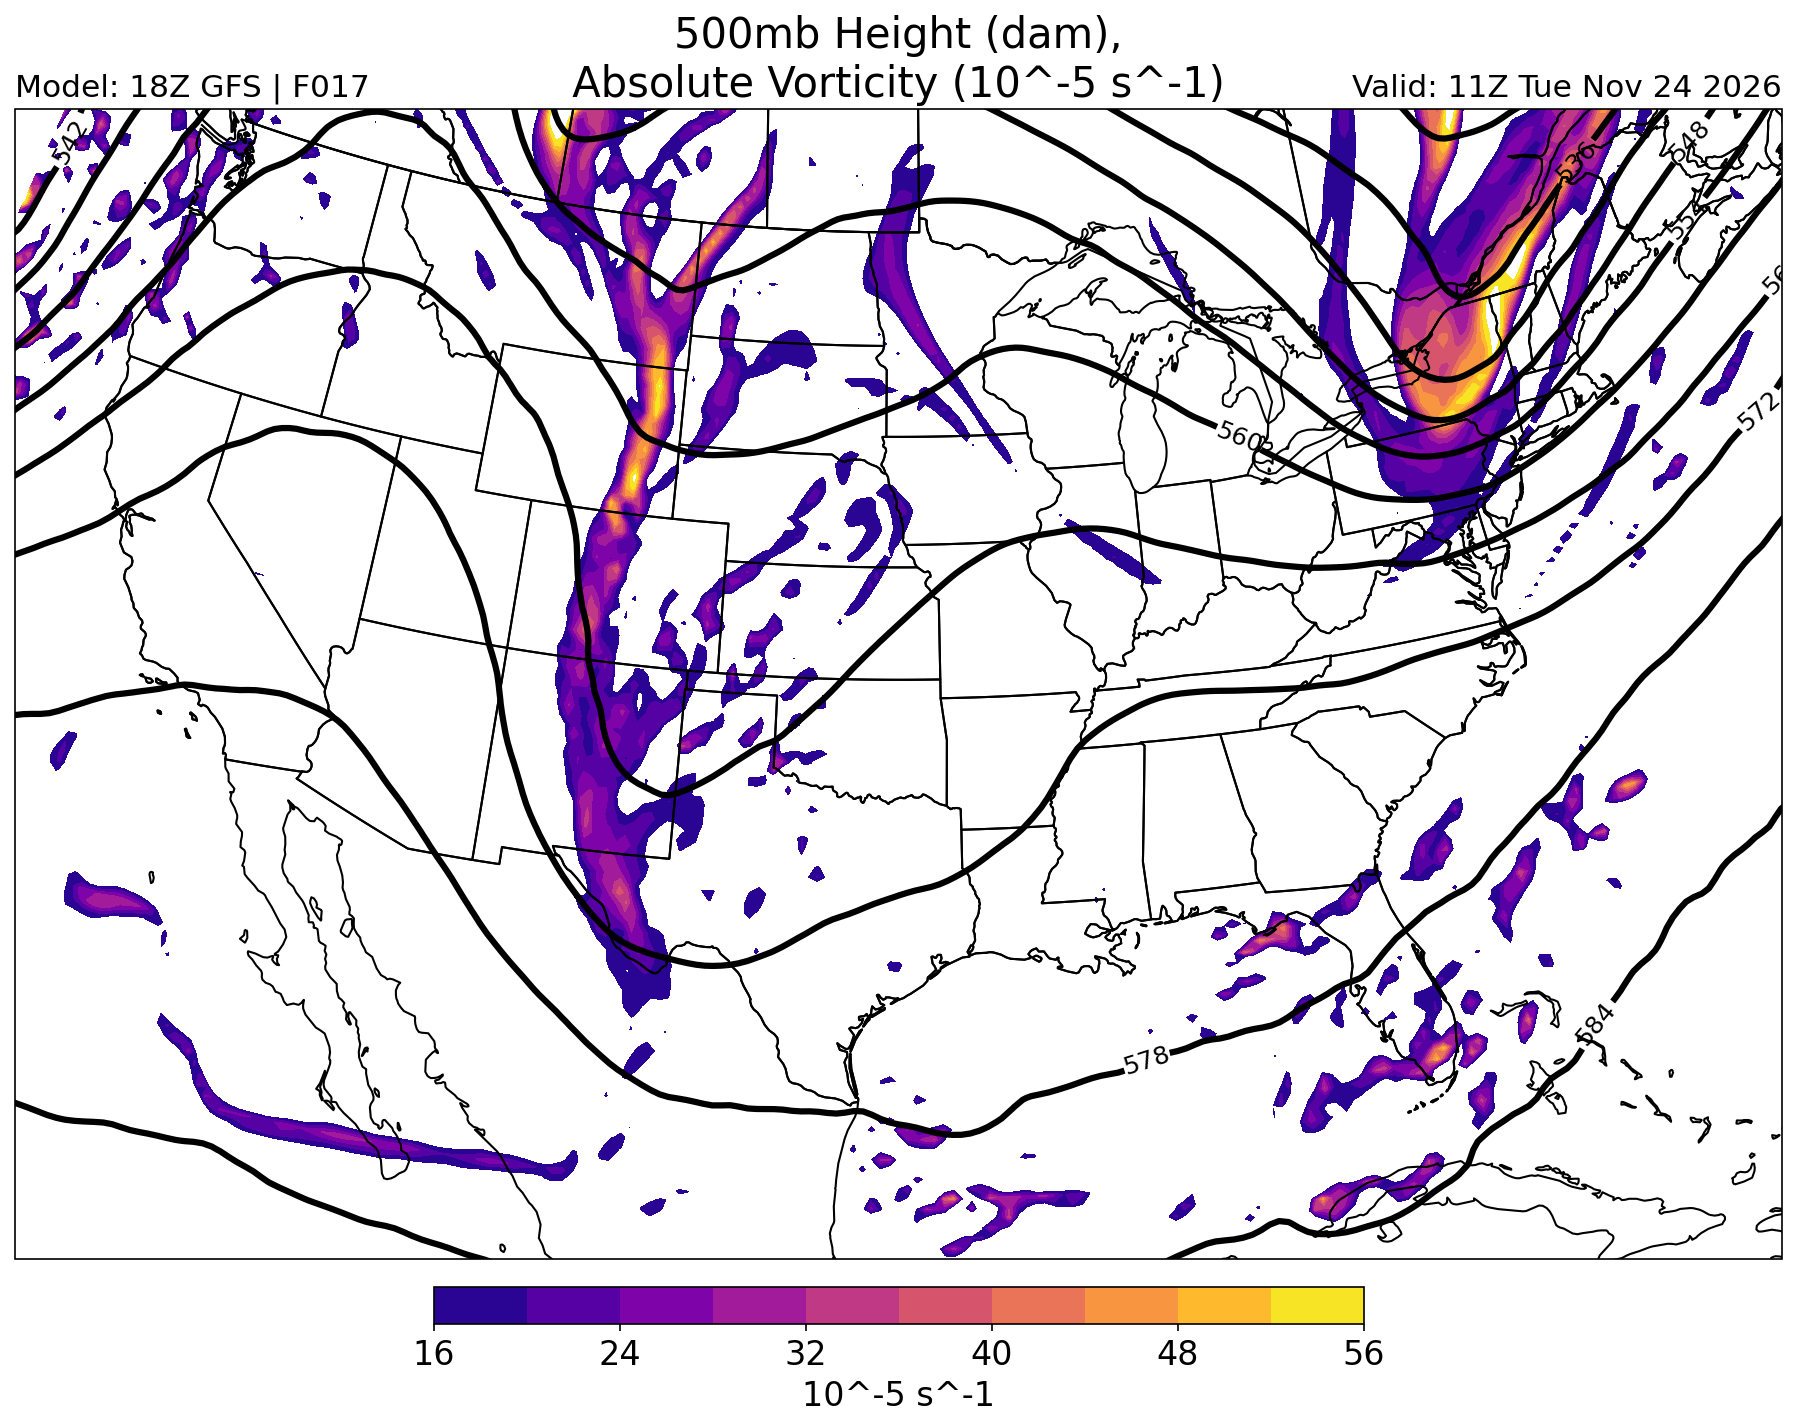 500mb Height (dam),
Model: 18Z GFS | F017
Absolute Vorticity (10^-5 s^-1)
Valid: 11Z Tue Nov 24 2026
542
536
548
554
572
560
584
578
16 24 32 40 48 56
10^-5 s^-1